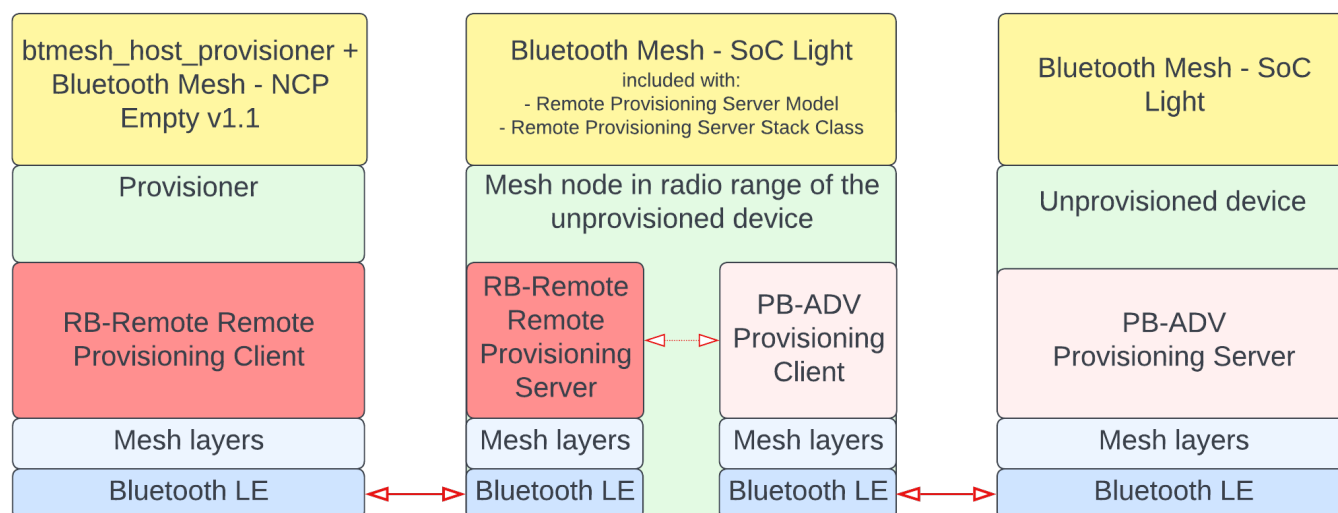 btmesh_host_provisioner +
Bluetooth Mesh - NCP
Empty v1.1
Provisioner
RB-Remote Remote
Provisioning Client
Mesh layers
Bluetooth LE
Bluetooth Mesh - SoC Light
included with:
- Remote Provisioning Server Model
- Remote Provisioning Server Stack Class
Mesh node in radio range of the
unprovisioned device
RB-Remote
Remote
Provisioning
Server
Mesh layers
Bluetooth LE
PB-ADV
Provisioning
Client
Mesh layers
Bluetooth LE
Bluetooth Mesh - SoC
Light
Unprovisioned device
PB-ADV
Provisioning Server
Mesh layers
Bluetooth LE